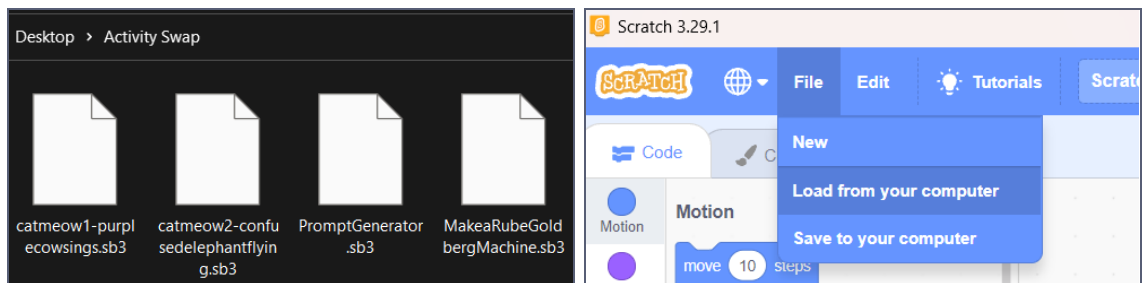 Desktop > Activity Swap
catmeow1-purpl
ecowsings.sb3
catmeow2-confu
sedelephantflyin
g.sb3
PromptGenerator
.sb3
MakeaRubeGold
bergMachine.sb3
Scratch 3.29.1
SCRATCH
File
Edit
Tutorials
Scrat
Code
C
New
Load from your computer
Save to your computer
Motion
Motion
move 10 steps